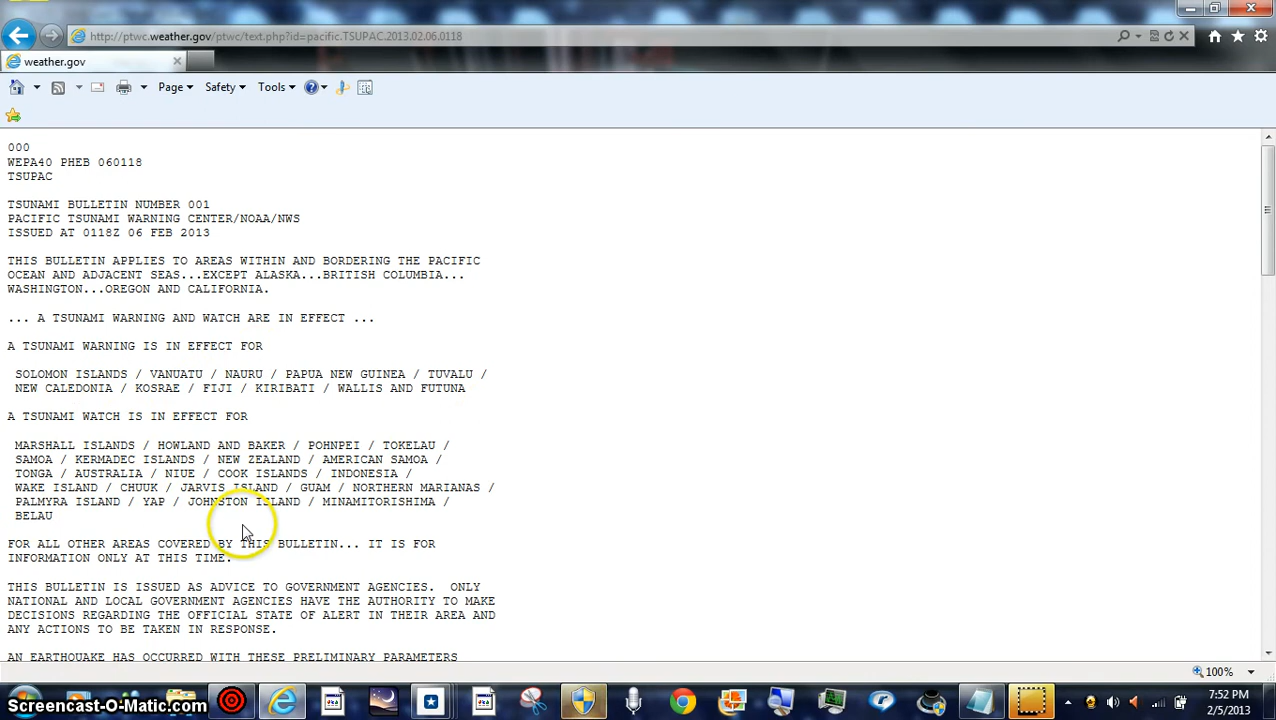 http://ptwc.weather.gov/ptwc/text.php?id=pacific.TSUPAC.2013.02.06.0118
weather.gov
Page Safety Tools
000
WEPA40 PHEB 060118
TSUPAC
TSUNAMI BULLETIN NUMBER 001
PACIFIC TSUNAMI WARNING CENTER/NOAA/NWS
ISSUED AT 0118Z 06 FEB 2013
THIS BULLETIN APPLIES TO AREAS WITHIN AND BORDERING THE PACIFIC
OCEAN AND ADJACENT SEAS...EXCEPT ALASKA...BRITISH COLUMBIA...
WASHINGTON...OREGON AND CALIFORNIA.
... A TSUNAMI WARNING AND WATCH ARE IN EFFECT ...
A TSUNAMI WARNING IS IN EFFECT FOR
SOLOMON ISLANDS / VANUATU / NAURU / PAPUA NEW GUINEA / TUVALU /
NEW CALEDONIA / KOSRAE / FIJI / KIRIBATI / WALLIS AND FUTUNA
A TSUNAMI WATCH IS IN EFFECT FOR
MARSHALL ISLANDS / HOWLAND AND BAKER / POHNPEI / TOKELAU /
SAMOA / KERMADEC ISLANDS / NEW ZEALAND / AMERICAN SAMOA /
TONGA / AUSTRALIA / NIUE / COOK ISLANDS / INDONESIA /
WAKE ISLAND / CHUUK / JARVIS ISLAND / GUAM / NORTHERN MARIANAS /
PALMYRA ISLAND / YAP / JOHNSTON ISLAND / MINAMITORISHIMA /
BELAU
FOR ALL OTHER AREAS COVERED BY THIS BULLETIN... IT IS FOR
INFORMATION ONLY AT THIS TIME.
THIS BULLETIN IS ISSUED AS ADVICE TO GOVERNMENT AGENCIES.  ONLY
NATIONAL AND LOCAL GOVERNMENT AGENCIES HAVE THE AUTHORITY TO MAKE
DECISIONS REGARDING THE OFFICIAL STATE OF ALERT IN THEIR AREA AND
ANY ACTIONS TO BE TAKEN IN RESPONSE.
AN EARTHQUAKE HAS OCCURRED WITH THESE PRELIMINARY PARAMETERS
100%
7:52 PM
2/5/2013
Screencast-O-Matic.com